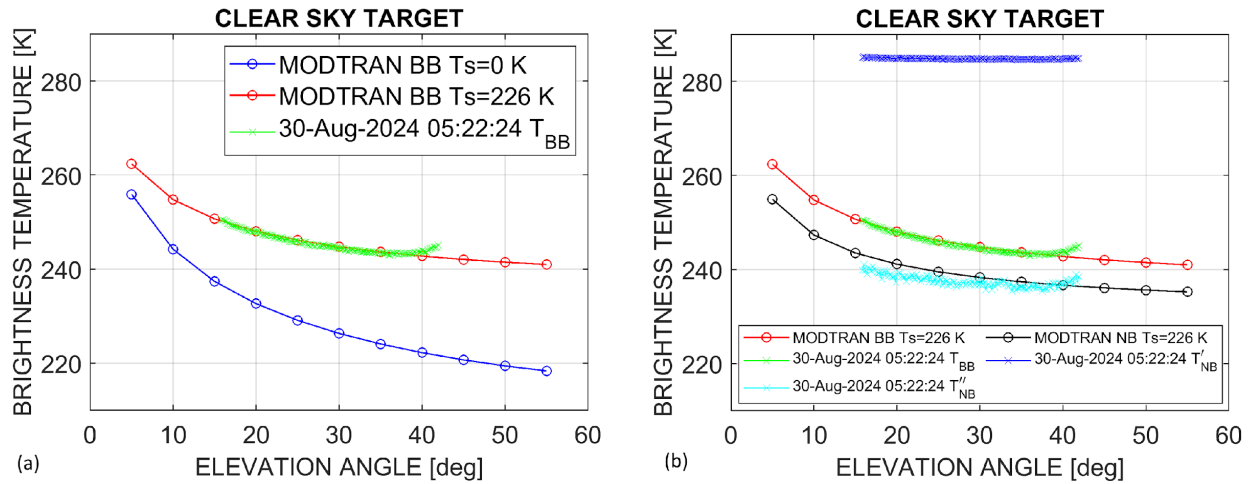 CLEAR SKY TARGET
BRIGHTNESS TEMPERATURE [K]
280
260
240
220
MODTRAN BB Ts=0 K
MODTRAN BB Ts=226 K
30-Aug-2024 05:22:24 T_BB
0 10 20 30 40 50 60
(a)
ELEVATION ANGLE [deg]
CLEAR SKY TARGET
BRIGHTNESS TEMPERATURE [K]
280
260
240
220
MODTRAN BB Ts=226 K
30-Aug-2024 05:22:24 T_BB
30-Aug-2024 05:22:24 T''_NB
MODTRAN NB Ts=226 K
30-Aug-2024 05:22:24 T'_NB
0 10 20 30 40 50 60
(b)
ELEVATION ANGLE [deg]